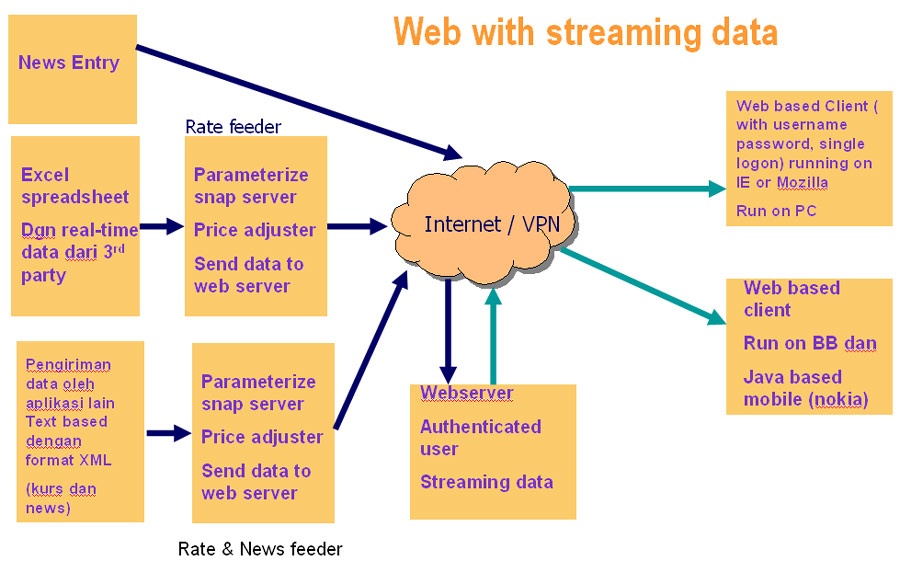 Web with streaming data
News Entry
Rate feeder
Excel
spreadsheet
Dgn real-time
data dari 3rd
party
Parameterize
snap server
Price adjuster
Send data to
web server
Internet / VPN
Web based Client (
with username
password, single
logon) running on
IE or Mozilla
Run on PC
Web based
client
Run on BB dan
Java based
mobile (nokia)
Pengiriman
data oleh
aplikasi lain
Text based
dengan
format XML
(kurs dan
news)
Parameterize
snap server
Price adjuster
Send data to
web server
Webserver
Authenticated
user
Streaming data
Rate & News feeder